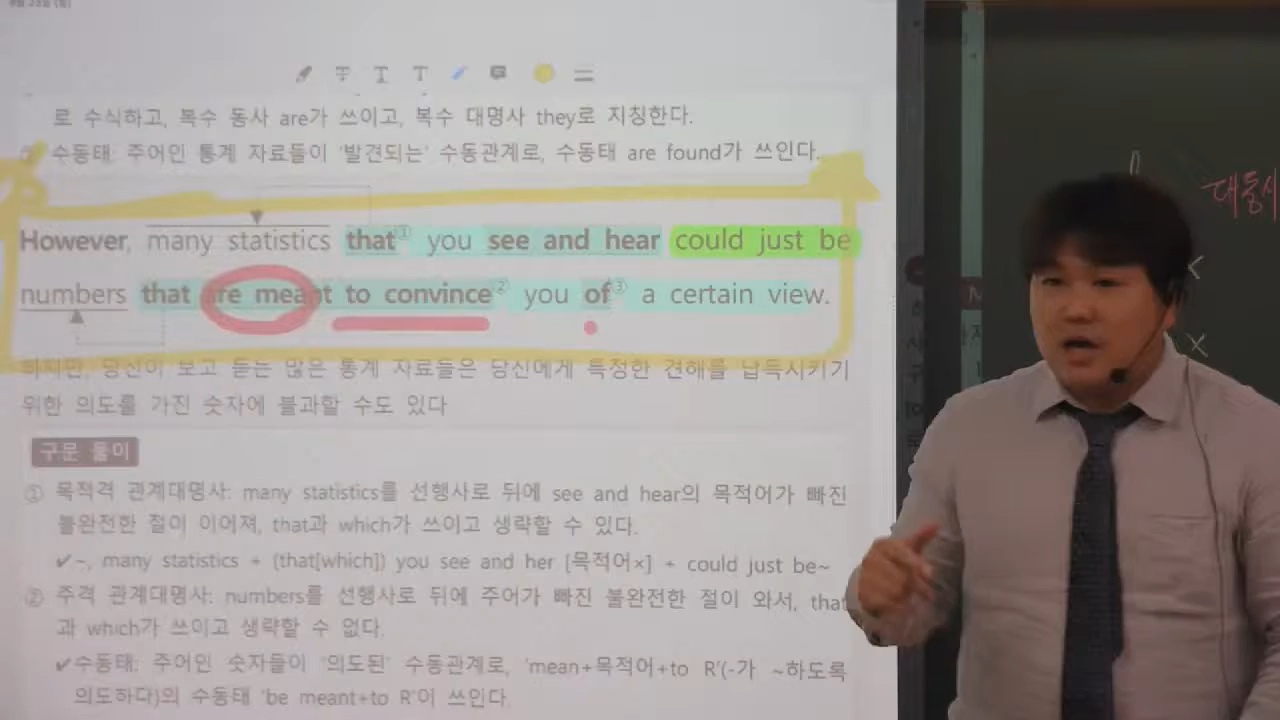 로 수식하고, 복수 동사 are가 쓰이고, 복수 대명사 they로 지칭한다.
수동태: 주어인 통계 자료들이 '발견되는' 수동관계로, 수동태 are found가 쓰인다.
However, many statistics that① you see and hear could just be
numbers that are meant to convince② you of③ a certain view.
하지만, 당신이 보고 듣는 많은 통계 자료들은 당신에게 특정한 견해를 납득시키기
위한 의도를 가진 숫자에 불과할 수도 있다
구문 풀이
① 목적격 관계대명사: many statistics를 선행사로 뒤에 see and hear의 목적어가 빠진
불완전한 절이 이어져, that과 which가 쓰이고 생략할 수 있다.
✔~, many statistics + (that[which]) you see and her [목적어×] + could just be~
② 주격 관계대명사: numbers를 선행사로 뒤에 주어가 빠진 불완전한 절이 와서, that
과 which가 쓰이고 생략할 수 없다.
✔수동태: 주어인 숫자들이 '의도된' 수동관계로, 'mean+목적어+to R'(-가 ~하도록
의도하다)의 수동태 'be meant+to R'이 쓰인다.
대동사